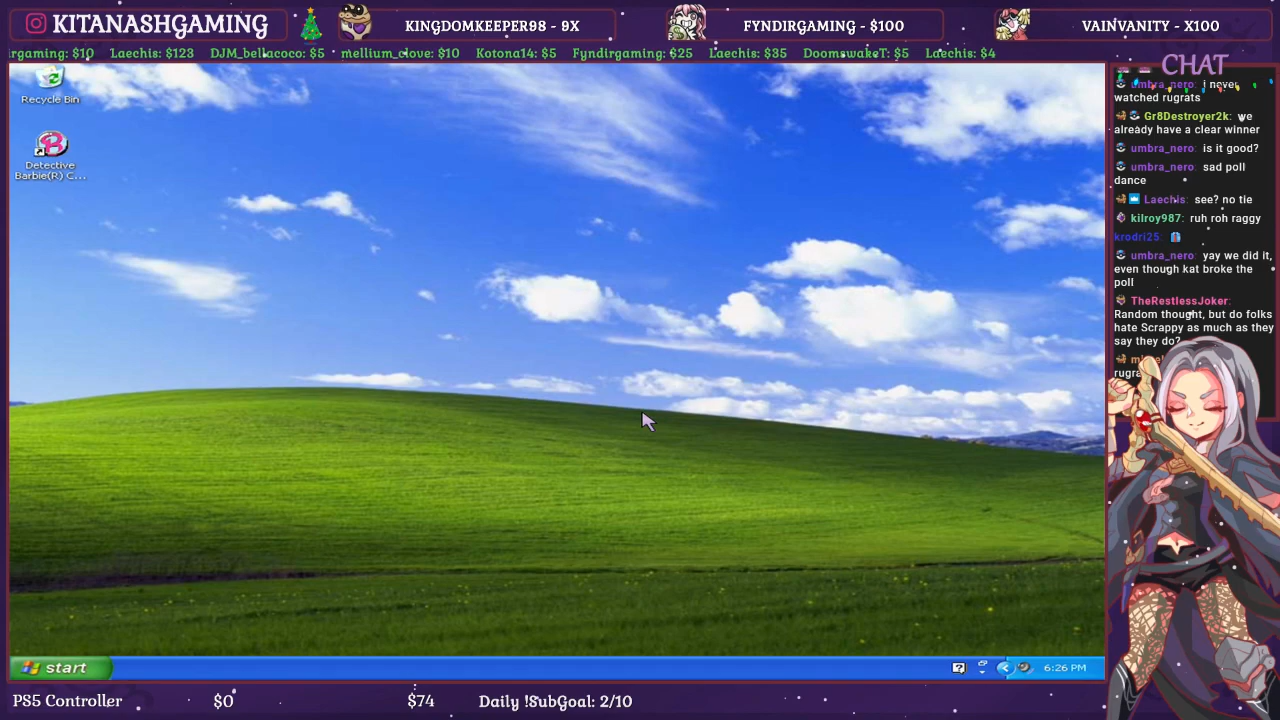 KITANASHGAMING
KINGDOMKEEPER98 - 9X
FYNDIRGAMING - $100
VAINVANITY - X100
irgaming: $10 Laechis: $123 DJM_bellacoco: $5 mellium_clove: $10 Kotona14: $5 Fyndirgaming: $25 Laechis: $35 DoomswakeT: $5 Laechis: $4
CHAT
umbra_nero: i never
watched rugrats
Gr8Destroyer2k: we
already have a clear winner
umbra_nero: is it good?
umbra_nero: sad poll
dance
Laechis: see? no tie
kilroy987: ruh roh raggy
krodri25:
umbra_nero: yay we did it,
even though kat broke the
poll
TheRestlessJoker:
Random thought, but do folks
hate Scrappy as much as they
say they do?
Recycle Bin
Detective
Barbie(R) C...
start
6:26 PM
PS5 Controller
$0
$74
Daily !SubGoal: 2/10